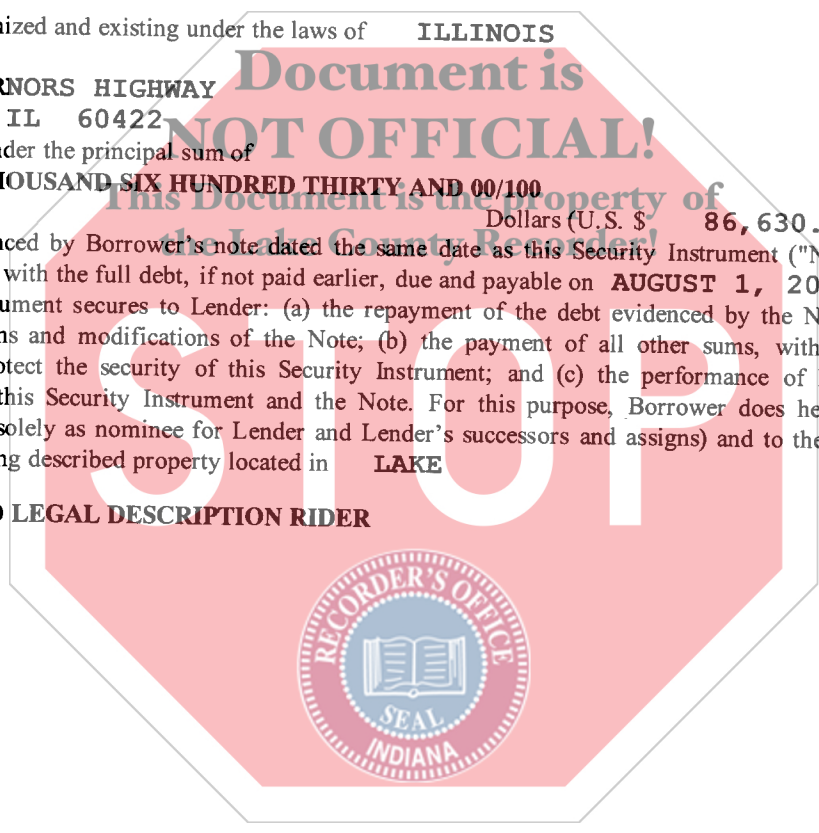 nized and existing under the laws of ILLINOIS
Document is
RNORS HIGHWAY
IL 60422
NOT OFFICIAL!
der the principal sum of
HOUSAND SIX HUNDRED THIRTY AND 00/100
This Document is the property of
Dollars (U.S. $ 86,630.
the Lake County Recorder!
nced by Borrower's note dated the same date as this Security Instrument ("N
with the full debt, if not paid earlier, due and payable on AUGUST 1, 20
ument secures to Lender: (a) the repayment of the debt evidenced by the N
ns and modifications of the Note; (b) the payment of all other sums, with
otect the security of this Security Instrument; and (c) the performance of
this Security Instrument and the Note. For this purpose, Borrower does he
solely as nominee for Lender and Lender's successors and assigns) and to the
ng described property located in LAKE
STOP
LEGAL DESCRIPTION RIDER
RECORDER'S OFFICE
SEAL
INDIANA